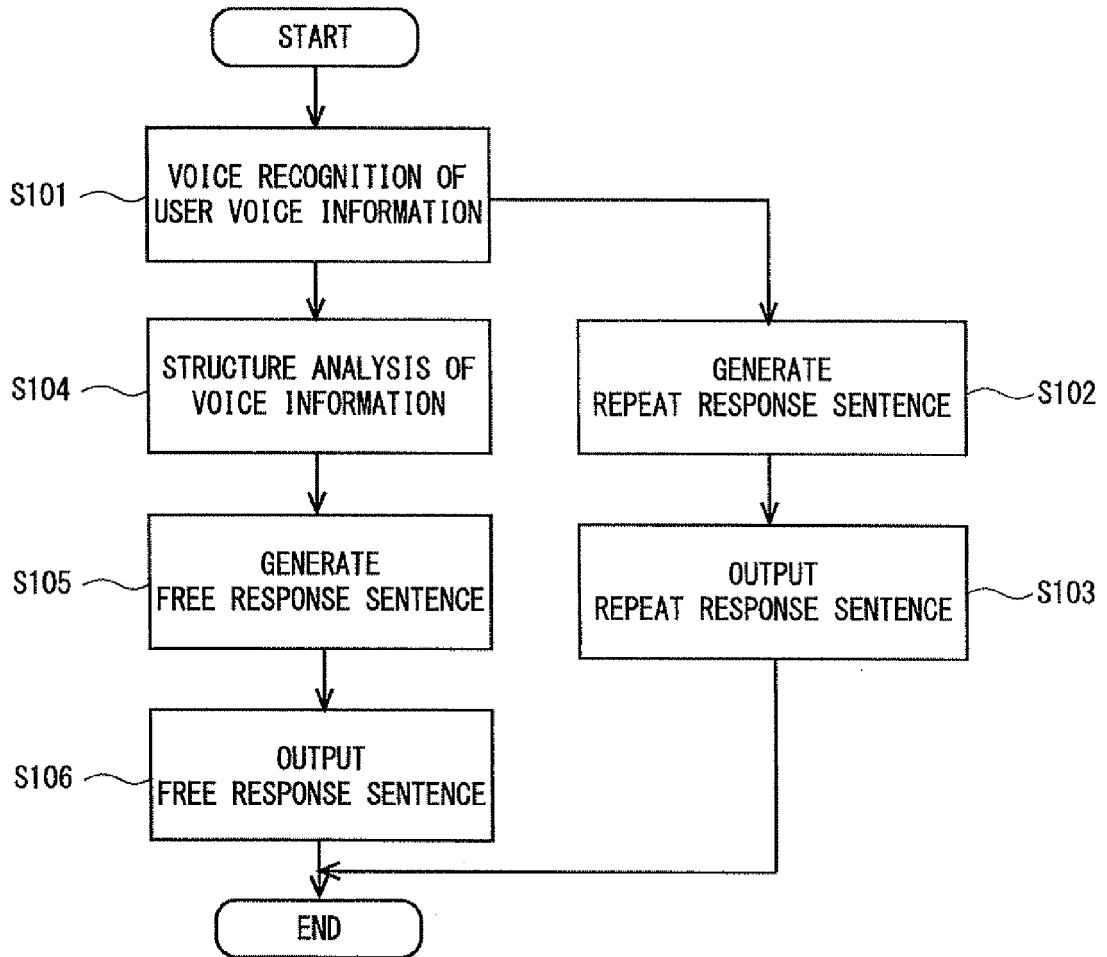 START
S101
VOICE RECOGNITION OF
USER VOICE INFORMATION
S104
STRUCTURE ANALYSIS OF
VOICE INFORMATION
GENERATE
REPEAT RESPONSE SENTENCE
S102
S105
GENERATE
FREE RESPONSE SENTENCE
OUTPUT
REPEAT RESPONSE SENTENCE
S103
S106
OUTPUT
FREE RESPONSE SENTENCE
END